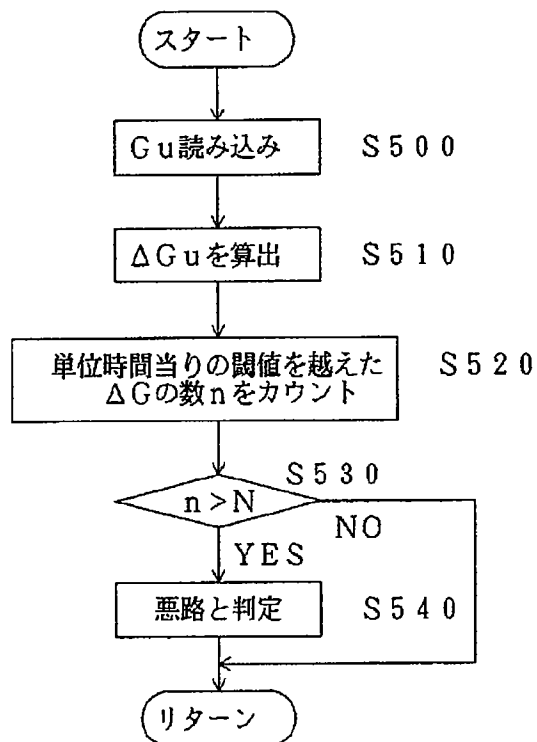 スタート
Gu読み込み
S500
ΔGuを算出
S510
単位時間当りの閾値を越えた
ΔGの数nをカウント
S520
S530
n>N
NO
YES
悪路と判定
S540
リターン